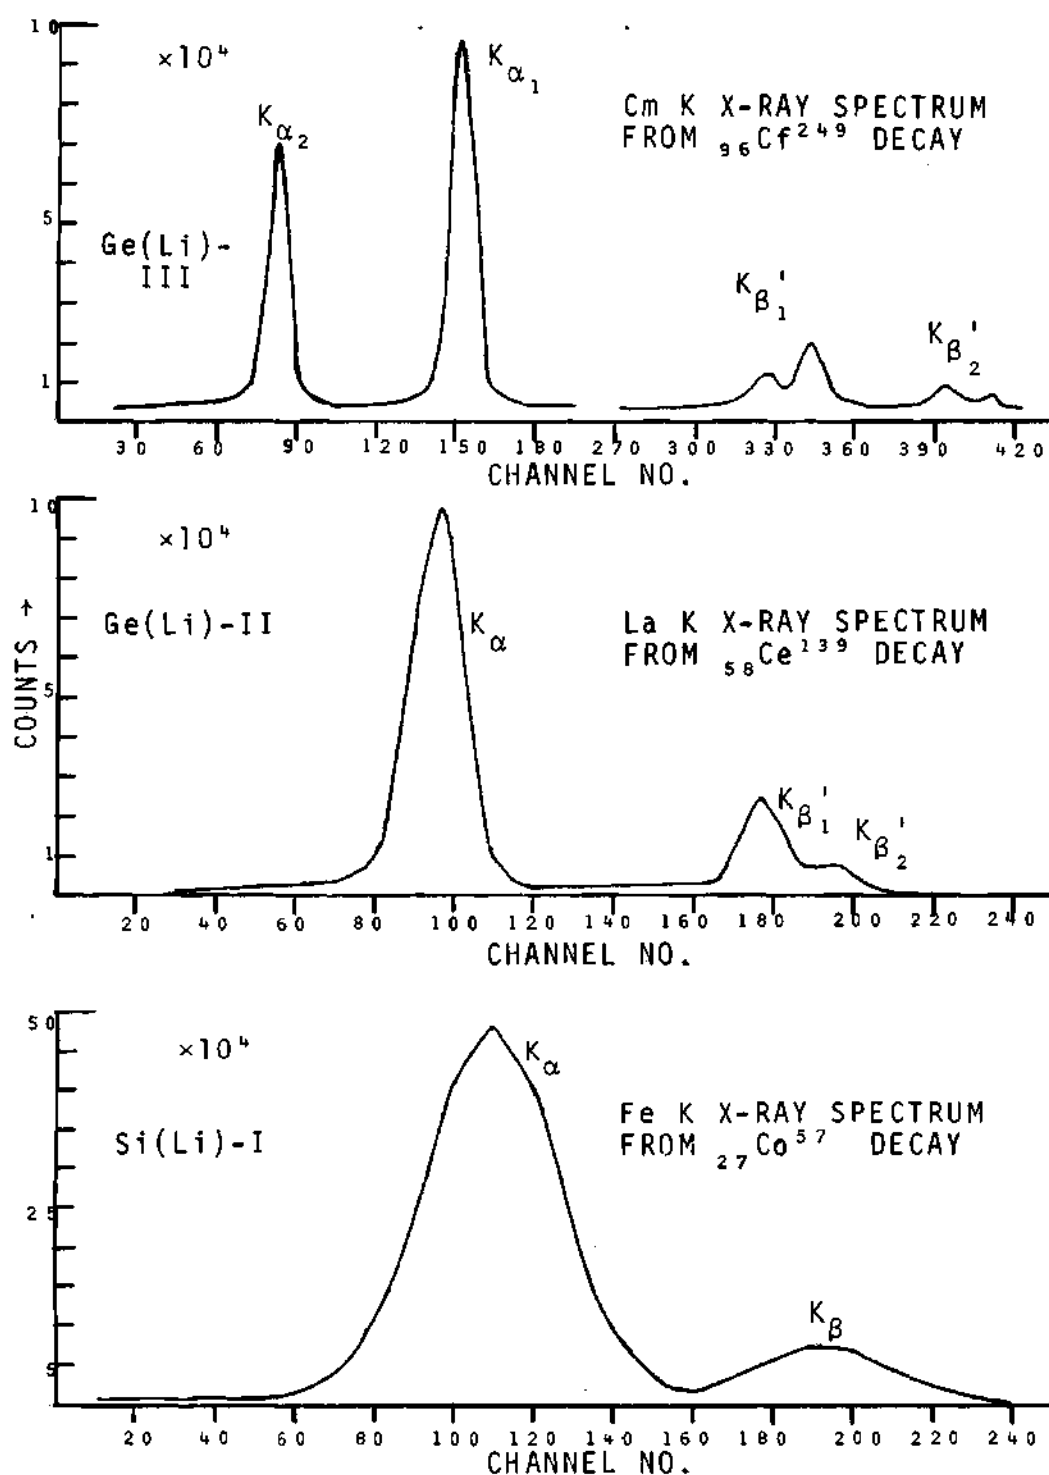 10
×10⁴
Kα₁
Kα₂
Cm K X-RAY SPECTRUM
FROM ₉₆Cf²⁴⁹ DECAY
5
Ge(Li)-
III
Kβ₁'
Kβ₂'
1
30 60 90 120 150 180 270 300 330 360 390 420
CHANNEL NO.
10
×10⁴
Ge(Li)-II
Kα
La K X-RAY SPECTRUM
FROM ₅₈Ce¹³⁹ DECAY
COUNTS →
5
Kβ₁'
Kβ₂'
1
20 40 60 80 100 120 140 160 180 200 220 240
CHANNEL NO.
50
×10⁴
Kα
Si(Li)-I
Fe K X-RAY SPECTRUM
FROM ₂₇Co⁵⁷ DECAY
25
Kβ
5
20 40 60 80 100 120 140 160 180 200 220 240
CHANNEL NO.